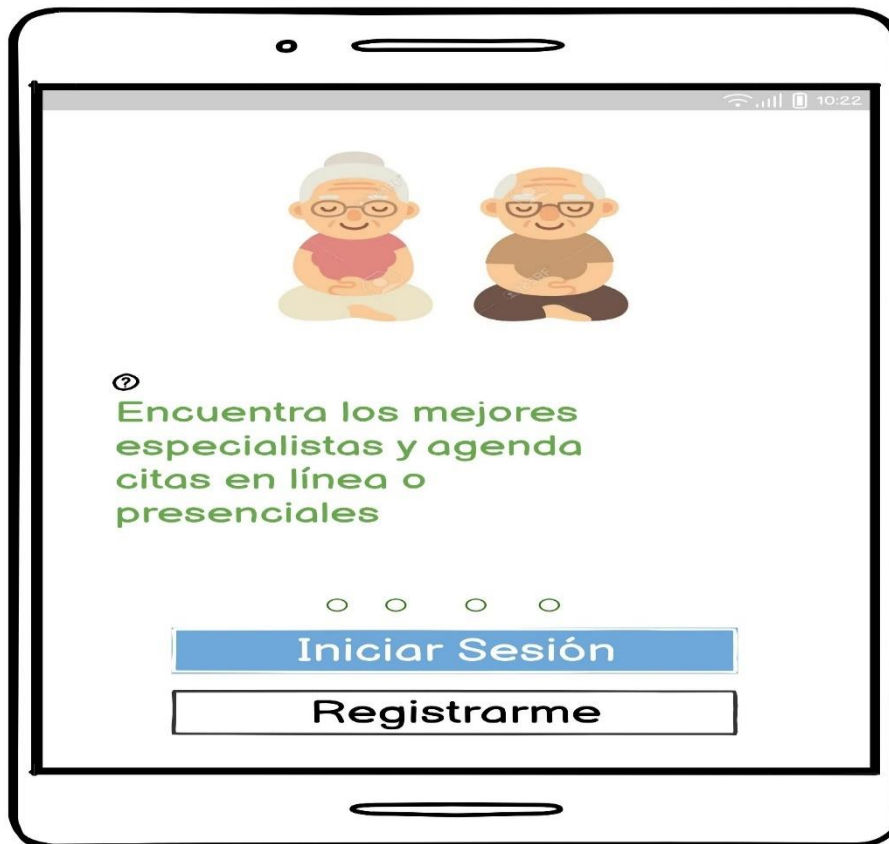 10:22
?
Encuentra los mejores
especialistas y agenda
citas en línea o
presenciales
Iniciar Sesión
Registrarme